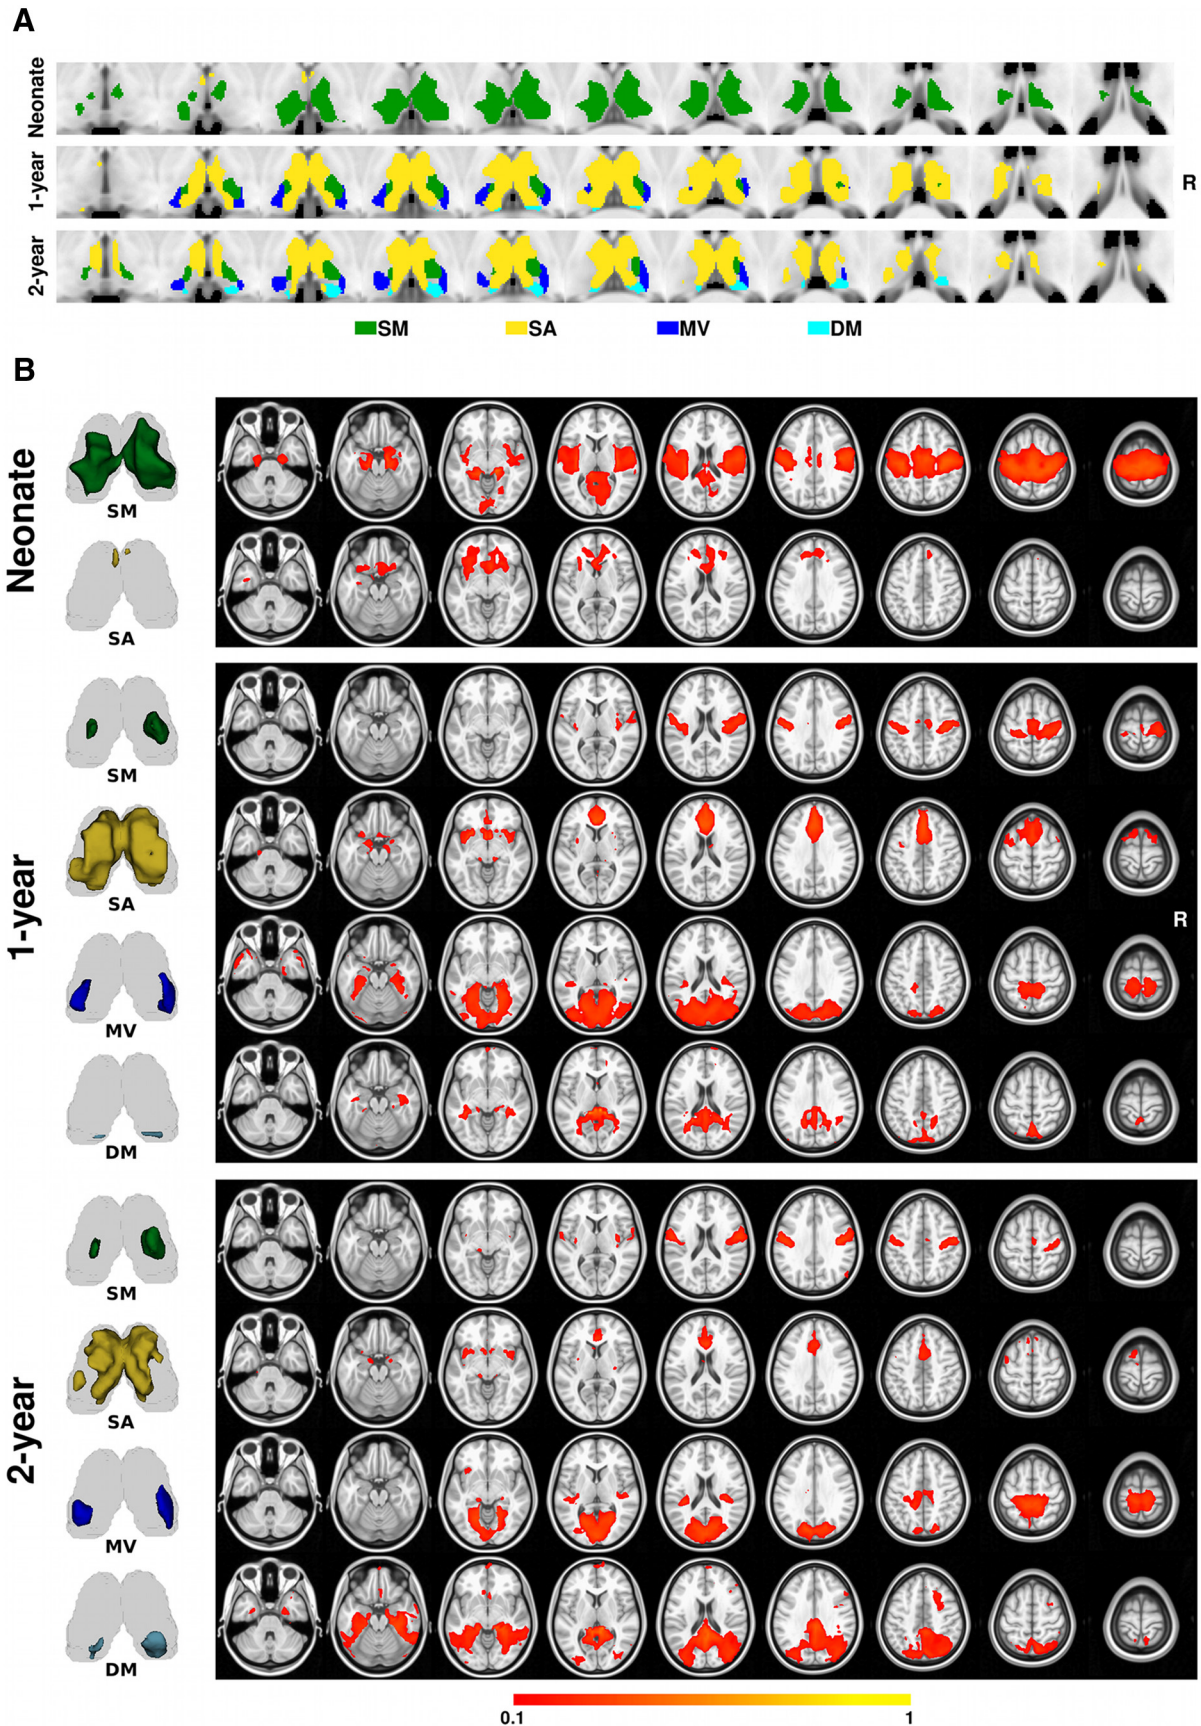 A
Neonate
1-year
R
2-year
SM SA MV DM
B
Neonate
SM
SA
1-year
SM
SA
R
MV
DM
2-year
SM
SA
MV
DM
0.1 1